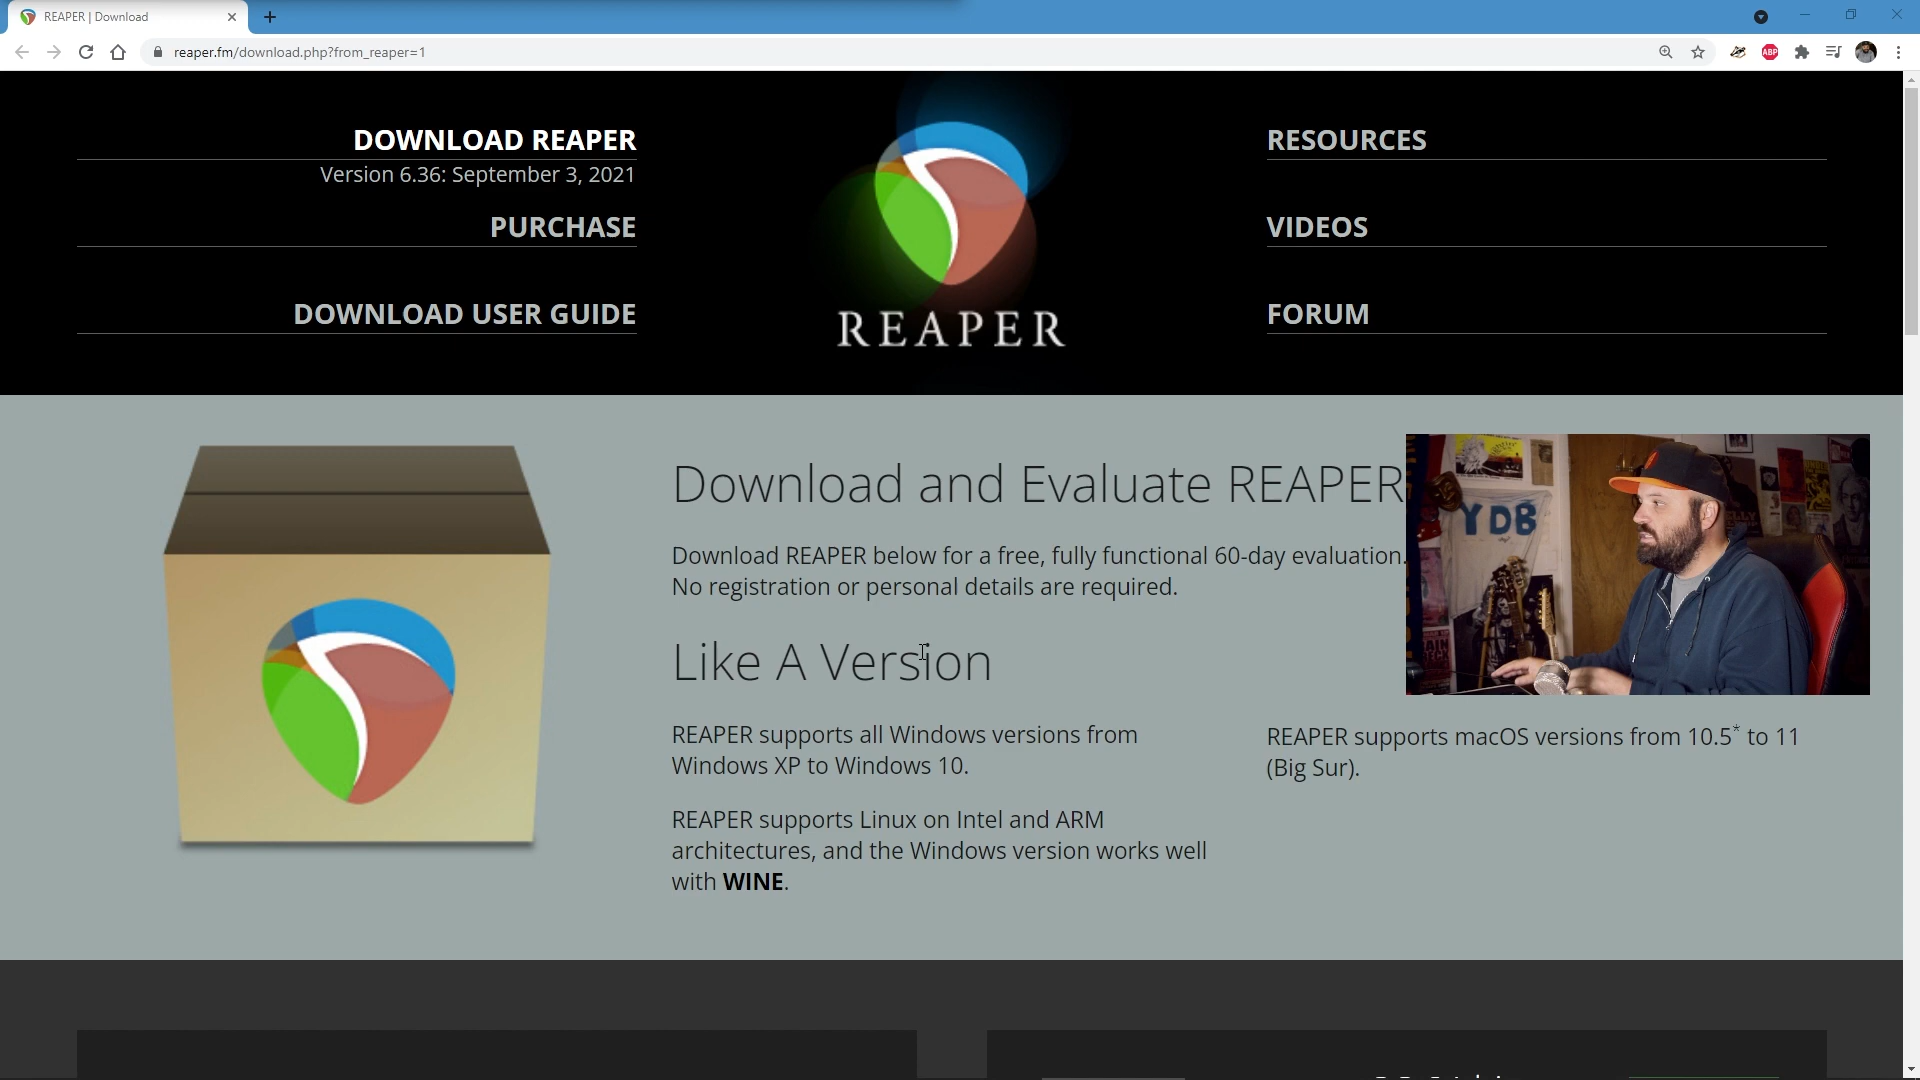 REAPER | Download
reaper.fm/download.php?from_reaper=1
ABP
DOWNLOAD REAPER
Version 6.36: September 3, 2021
PURCHASE
DOWNLOAD USER GUIDE
REAPER
RESOURCES
VIDEOS
FORUM
Download and Evaluate REAPER
Download REAPER below for a free, fully functional 60-day evaluation.
No registration or personal details are required.
YDB
Like A Version
REAPER supports all Windows versions from
Windows XP to Windows 10.
REAPER supports Linux on Intel and ARM
architectures, and the Windows version works well
with WINE.
REAPER supports macOS versions from 10.5* to 11
(Big Sur).